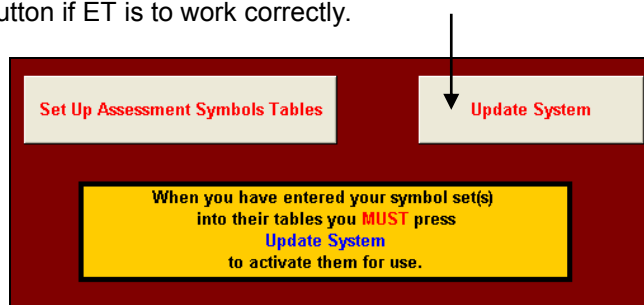 utton if ET is to work correctly.
Set Up Assessment Symbols Tables
Update System
When you have entered your symbol set(s)
into their tables you MUST press
Update System
to activate them for use.